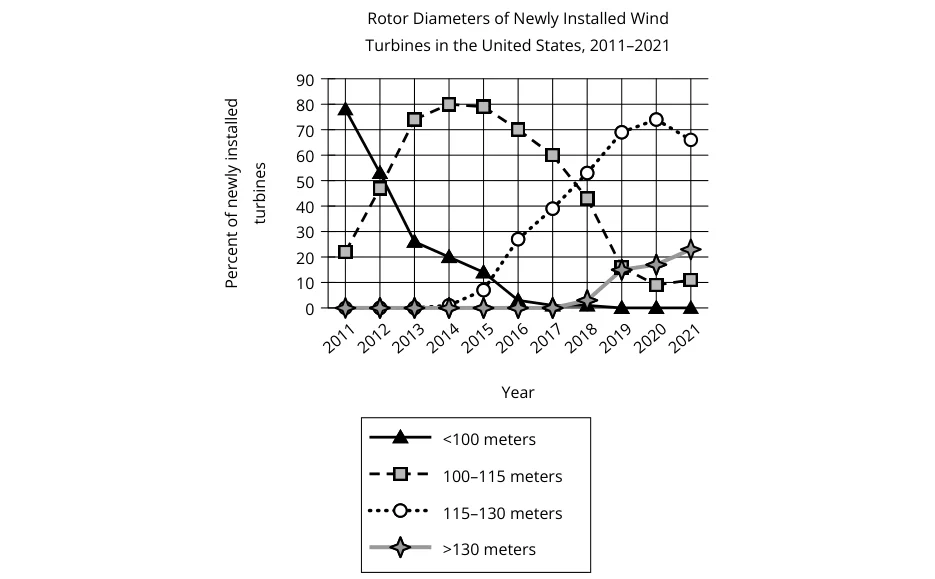 Rotor Diameters of Newly Installed Wind
Turbines in the United States, 2011–2021
Percent of newly installed
turbines
90
80
70
60
50
40
30
20
10
0
2011
2012
2013
2014
2015
2016
2017
2018
2019
2020
2021
Year
<100 meters
100–115 meters
115–130 meters
>130 meters